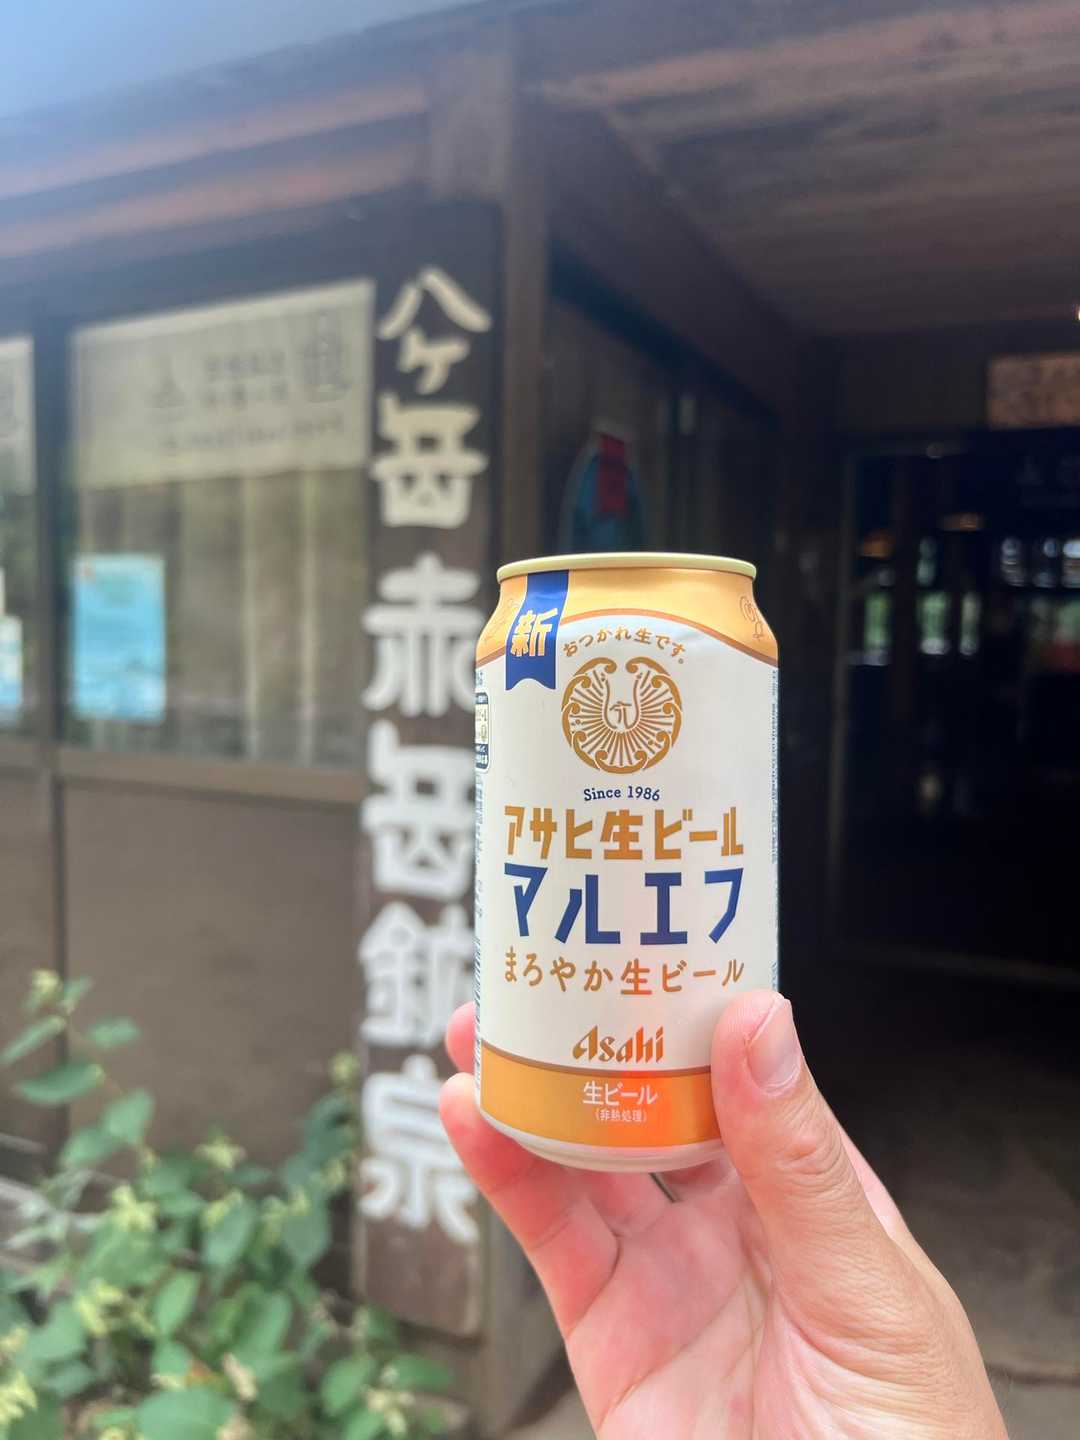 八ヶ岳 赤岳鉱泉
新
おつかれ生です。
Since 1986
アサヒ生ビール
マルエフ
まろやか生ビール
Asahi
生ビール
(非熱処理)